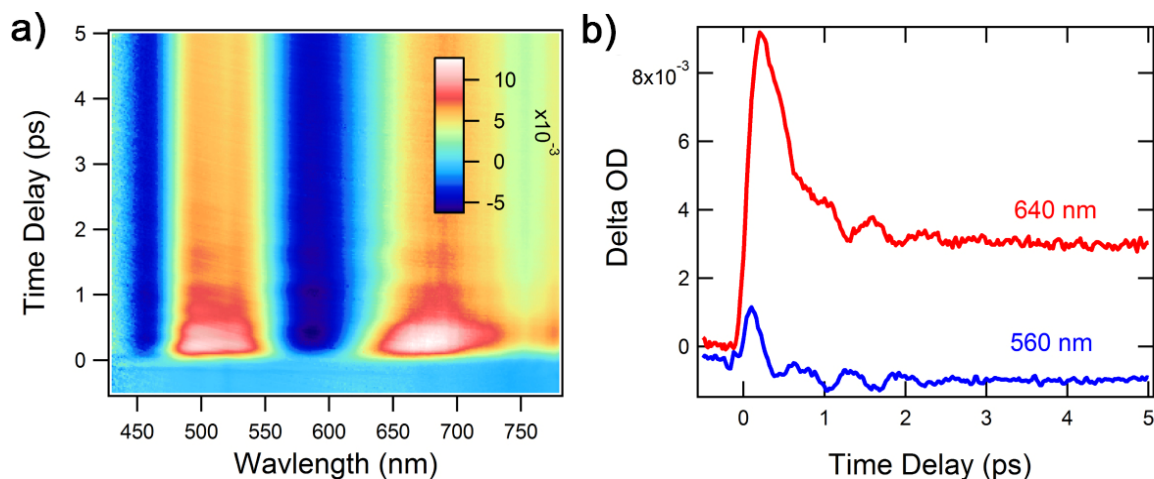 a)
5
4
3
2
1
0
Time Delay (ps)
450 500 550 600 650 700 750
Wavlength (nm)
10
5
0
-5
x10⁻³
b)
8x10⁻³
6
4
2
0
Delta OD
640 nm
560 nm
0 1 2 3 4 5
Time Delay (ps)